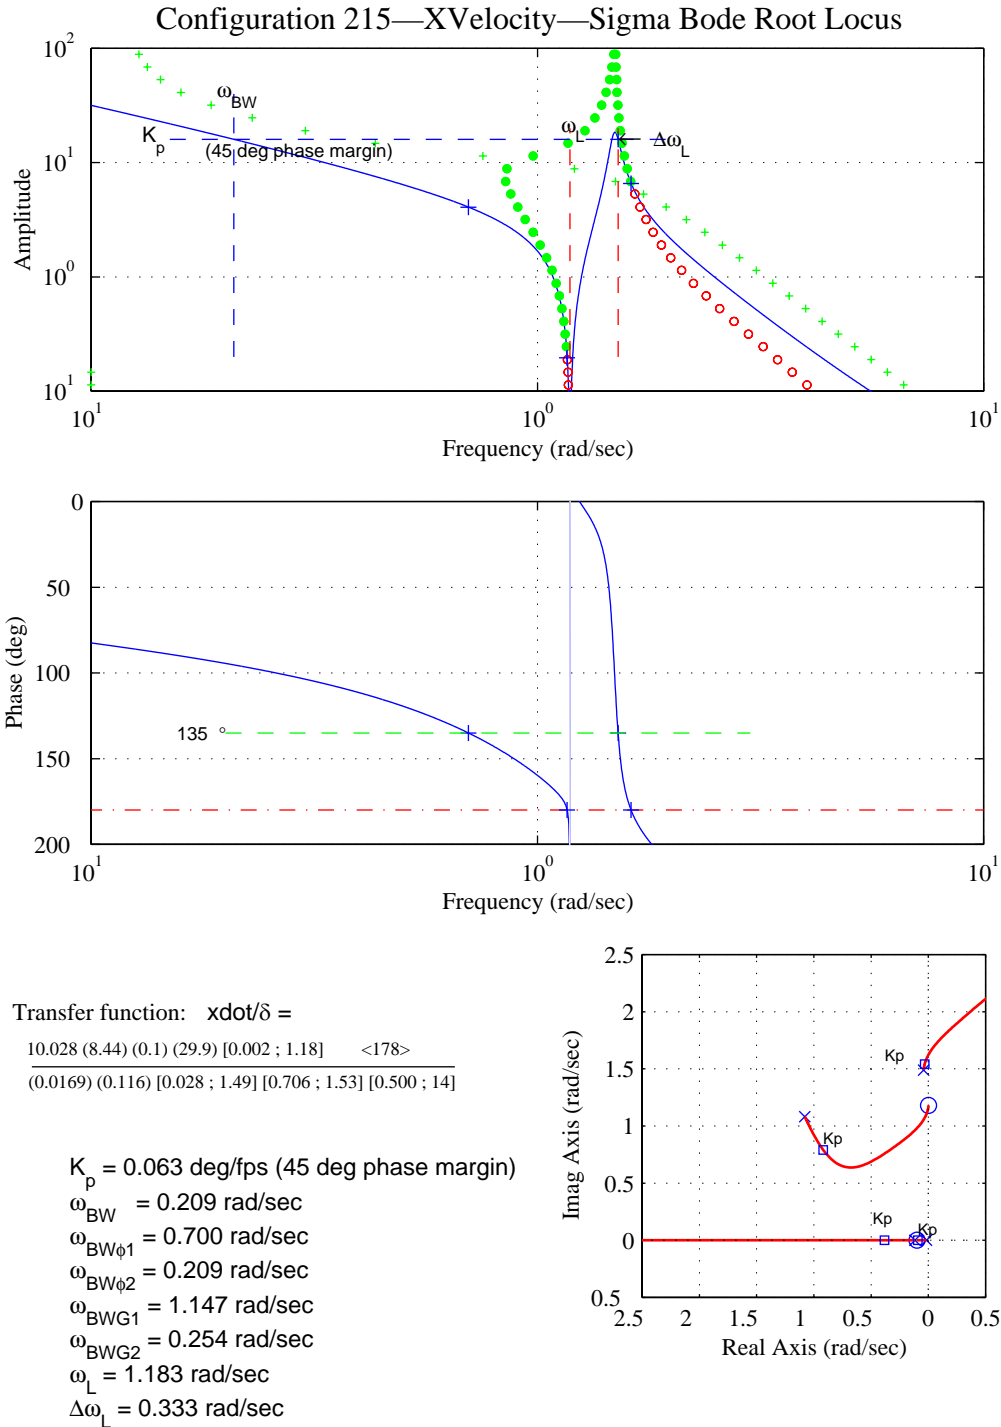 Configuration 215—XVelocity—Sigma Bode Root Locus
10^2
10^1
10^0
10^1
Amplitude
ω_BW
K_p
(45 deg phase margin)
ω_L
Δω_L
10^1
10^0
10^1
Frequency (rad/sec)
0
50
100
150
200
Phase (deg)
135 °
10^1
10^0
10^1
Frequency (rad/sec)
Transfer function: xdot/δ =
10.028 (8.44) (0.1) (29.9) [0.002 ; 1.18] <178>
(0.0169) (0.116) [0.028 ; 1.49] [0.706 ; 1.53] [0.500 ; 14]
K_p = 0.063 deg/fps (45 deg phase margin)
ω_BW = 0.209 rad/sec
ω_BWϕ1 = 0.700 rad/sec
ω_BWϕ2 = 0.209 rad/sec
ω_BWG1 = 1.147 rad/sec
ω_BWG2 = 0.254 rad/sec
ω_L = 1.183 rad/sec
Δω_L = 0.333 rad/sec
2.5
2
1.5
1
0.5
0
0.5
Imag Axis (rad/sec)
Kp
Kp
Kp
Kp
2.5 2 1 0.5 0 0.5
Real Axis (rad/sec)